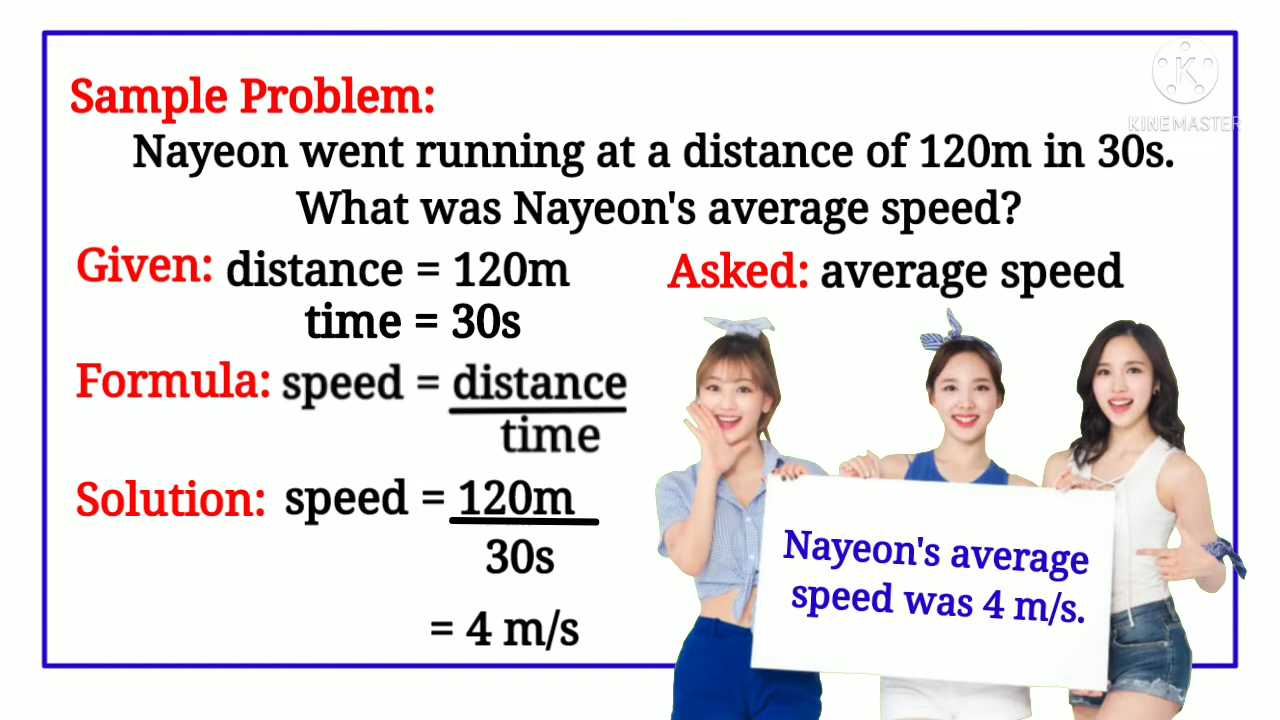 Sample Problem:
KINEMASTER
Nayeon went running at a distance of 120m in 30s.
What was Nayeon's average speed?
Given: distance = 120m
time = 30s
Asked: average speed
Formula: speed = distance
time
Solution: speed = 120m
30s
= 4 m/s
Nayeon's average
speed was 4 m/s.